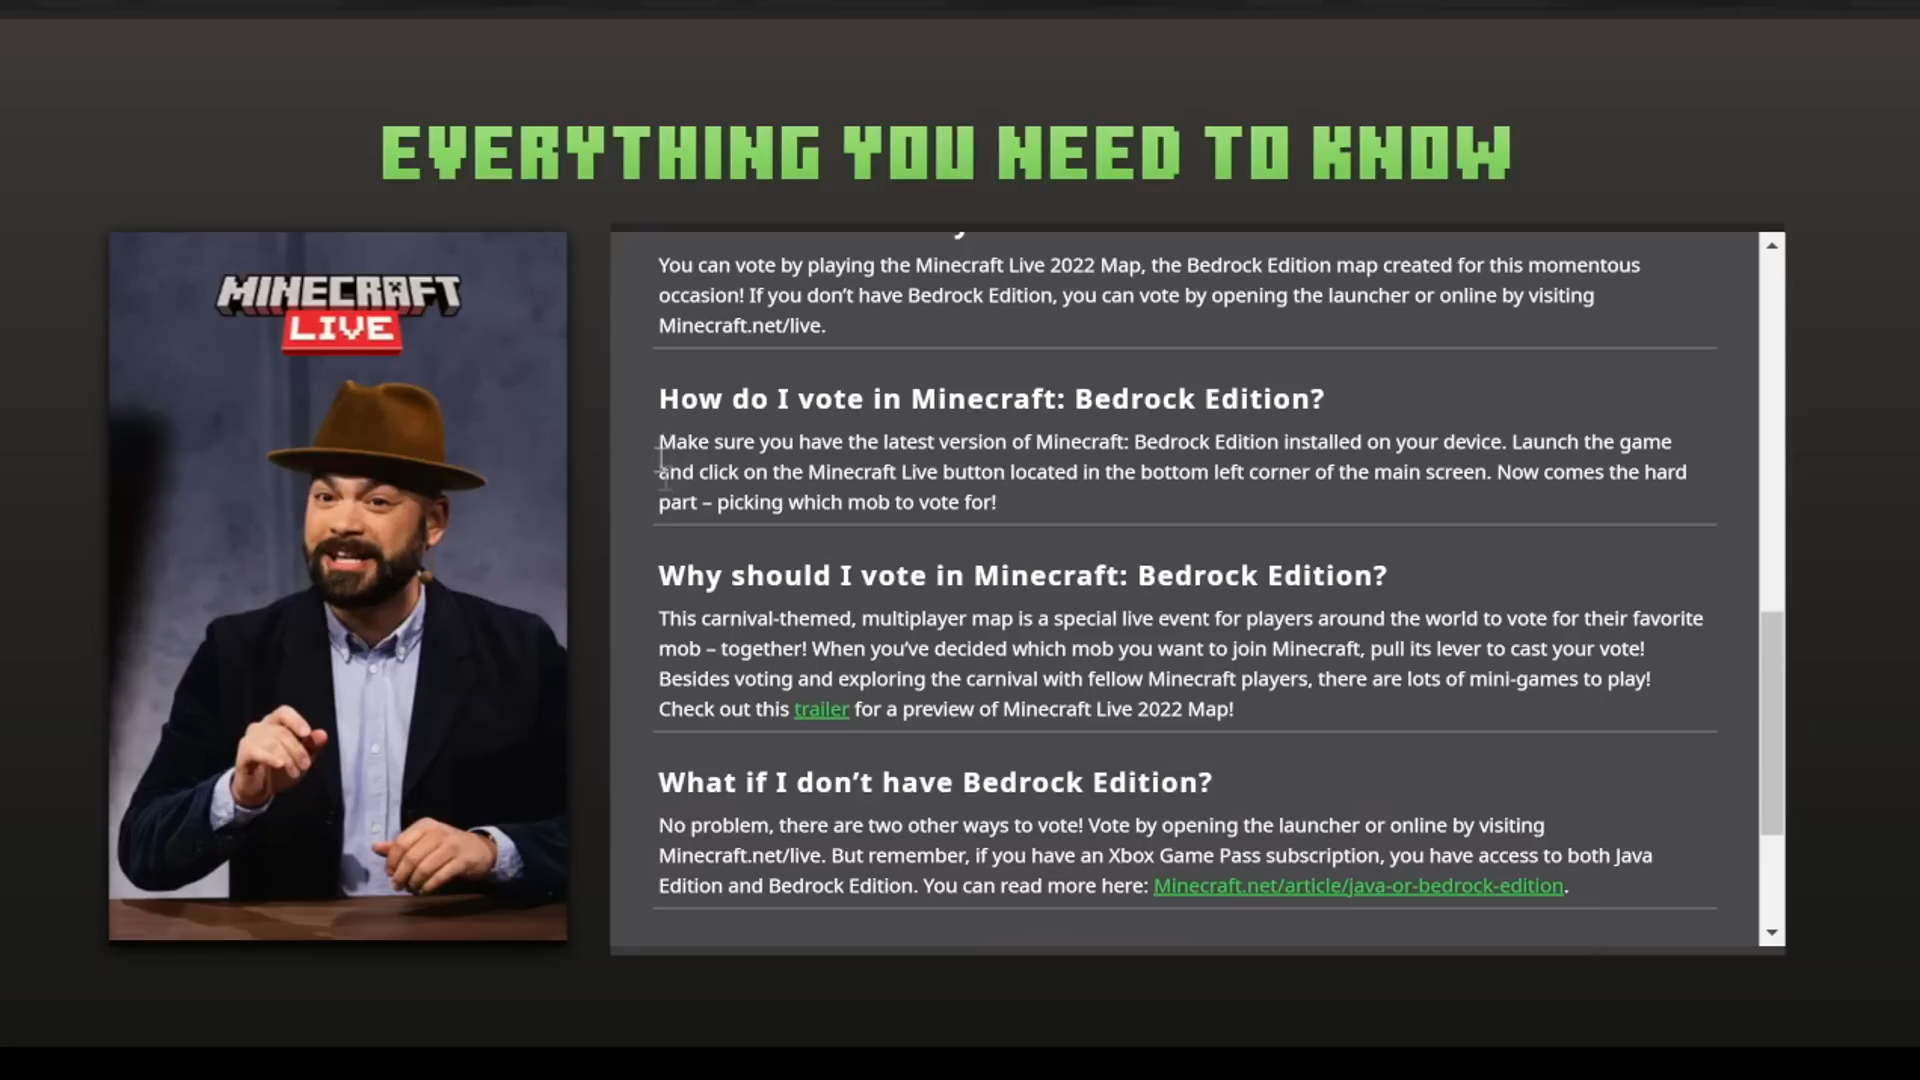 EVERYTHING YOU NEED TO KNOW
MINECRAFT
LIVE
You can vote by playing the Minecraft Live 2022 Map, the Bedrock Edition map created for this momentous
occasion! If you don’t have Bedrock Edition, you can vote by opening the launcher or online by visiting
Minecraft.net/live.
How do I vote in Minecraft: Bedrock Edition?
Make sure you have the latest version of Minecraft: Bedrock Edition installed on your device. Launch the game
and click on the Minecraft Live button located in the bottom left corner of the main screen. Now comes the hard
part – picking which mob to vote for!
Why should I vote in Minecraft: Bedrock Edition?
This carnival-themed, multiplayer map is a special live event for players around the world to vote for their favorite
mob – together! When you’ve decided which mob you want to join Minecraft, pull its lever to cast your vote!
Besides voting and exploring the carnival with fellow Minecraft players, there are lots of mini-games to play!
Check out this trailer for a preview of Minecraft Live 2022 Map!
What if I don’t have Bedrock Edition?
No problem, there are two other ways to vote! Vote by opening the launcher or online by visiting
Minecraft.net/live. But remember, if you have an Xbox Game Pass subscription, you have access to both Java
Edition and Bedrock Edition. You can read more here: Minecraft.net/article/java-or-bedrock-edition.